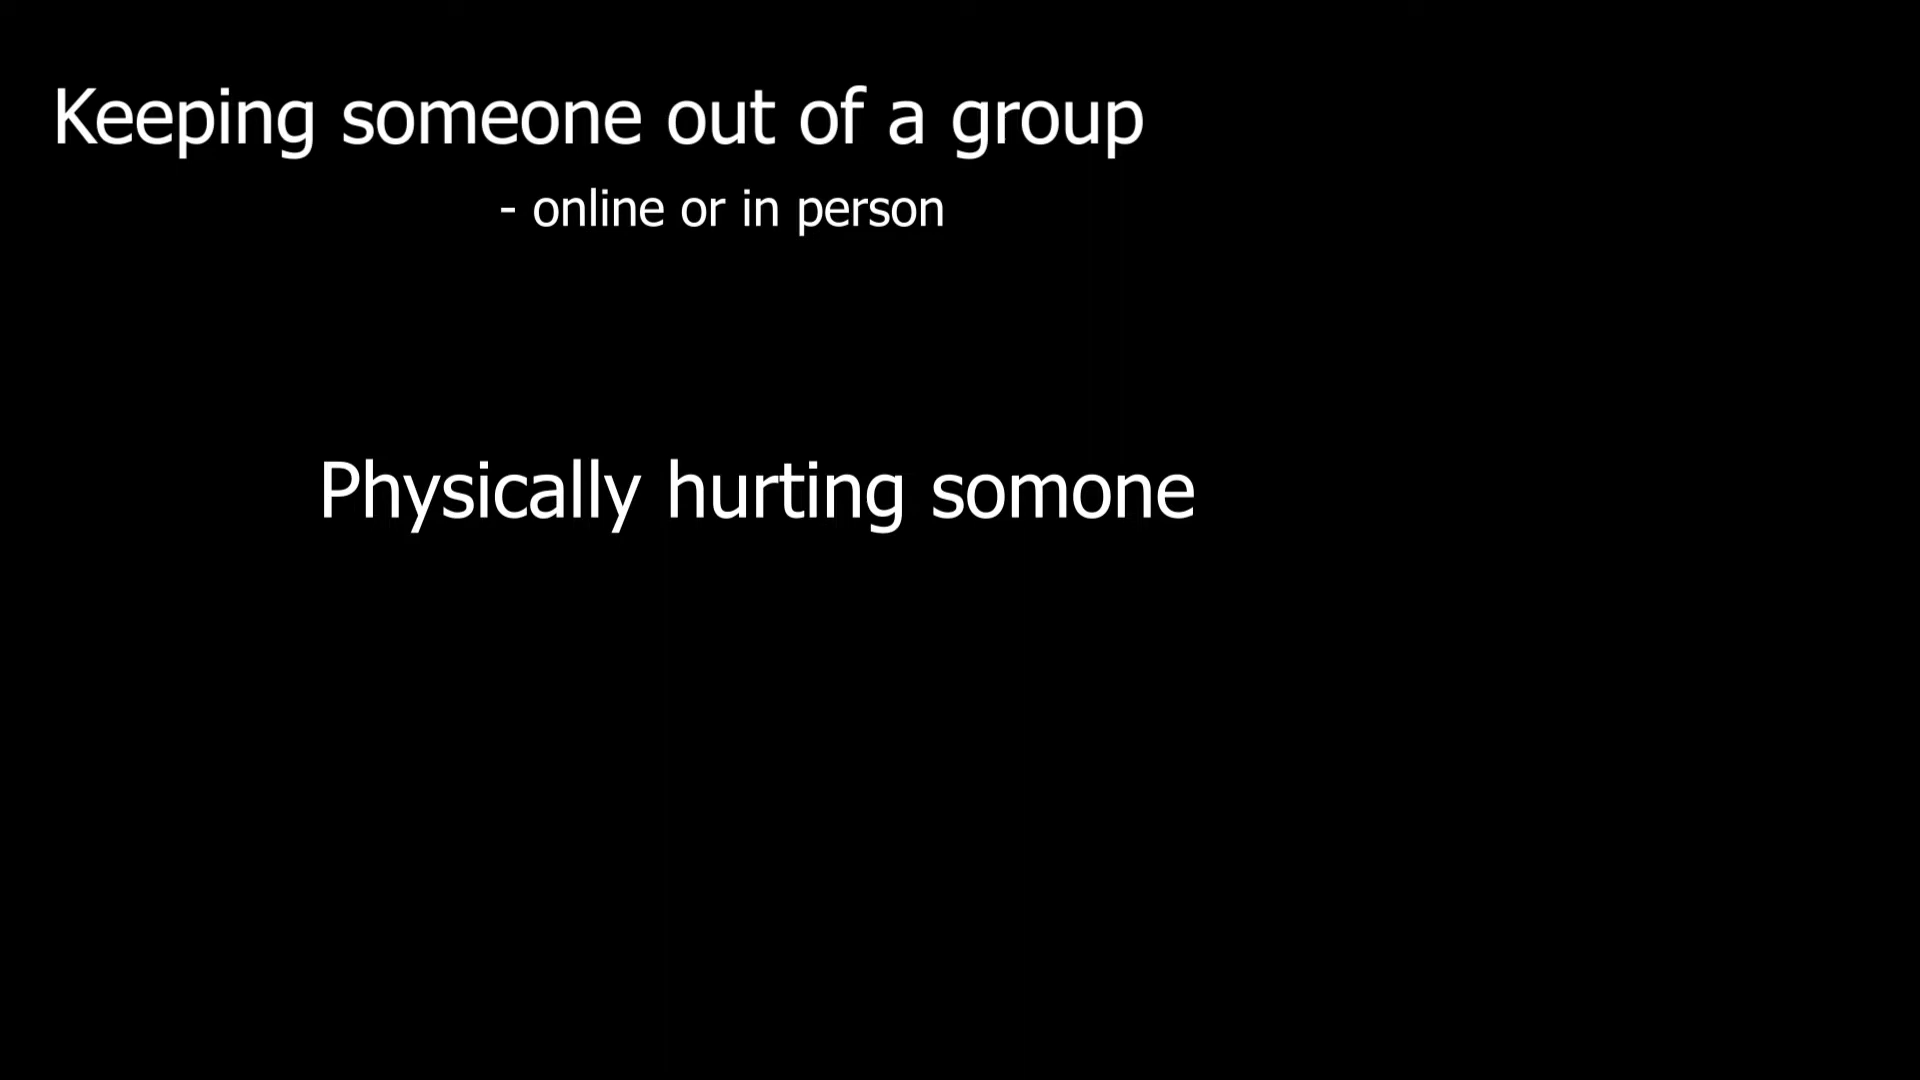 Keeping someone out of a group
- online or in person
Physically hurting somone